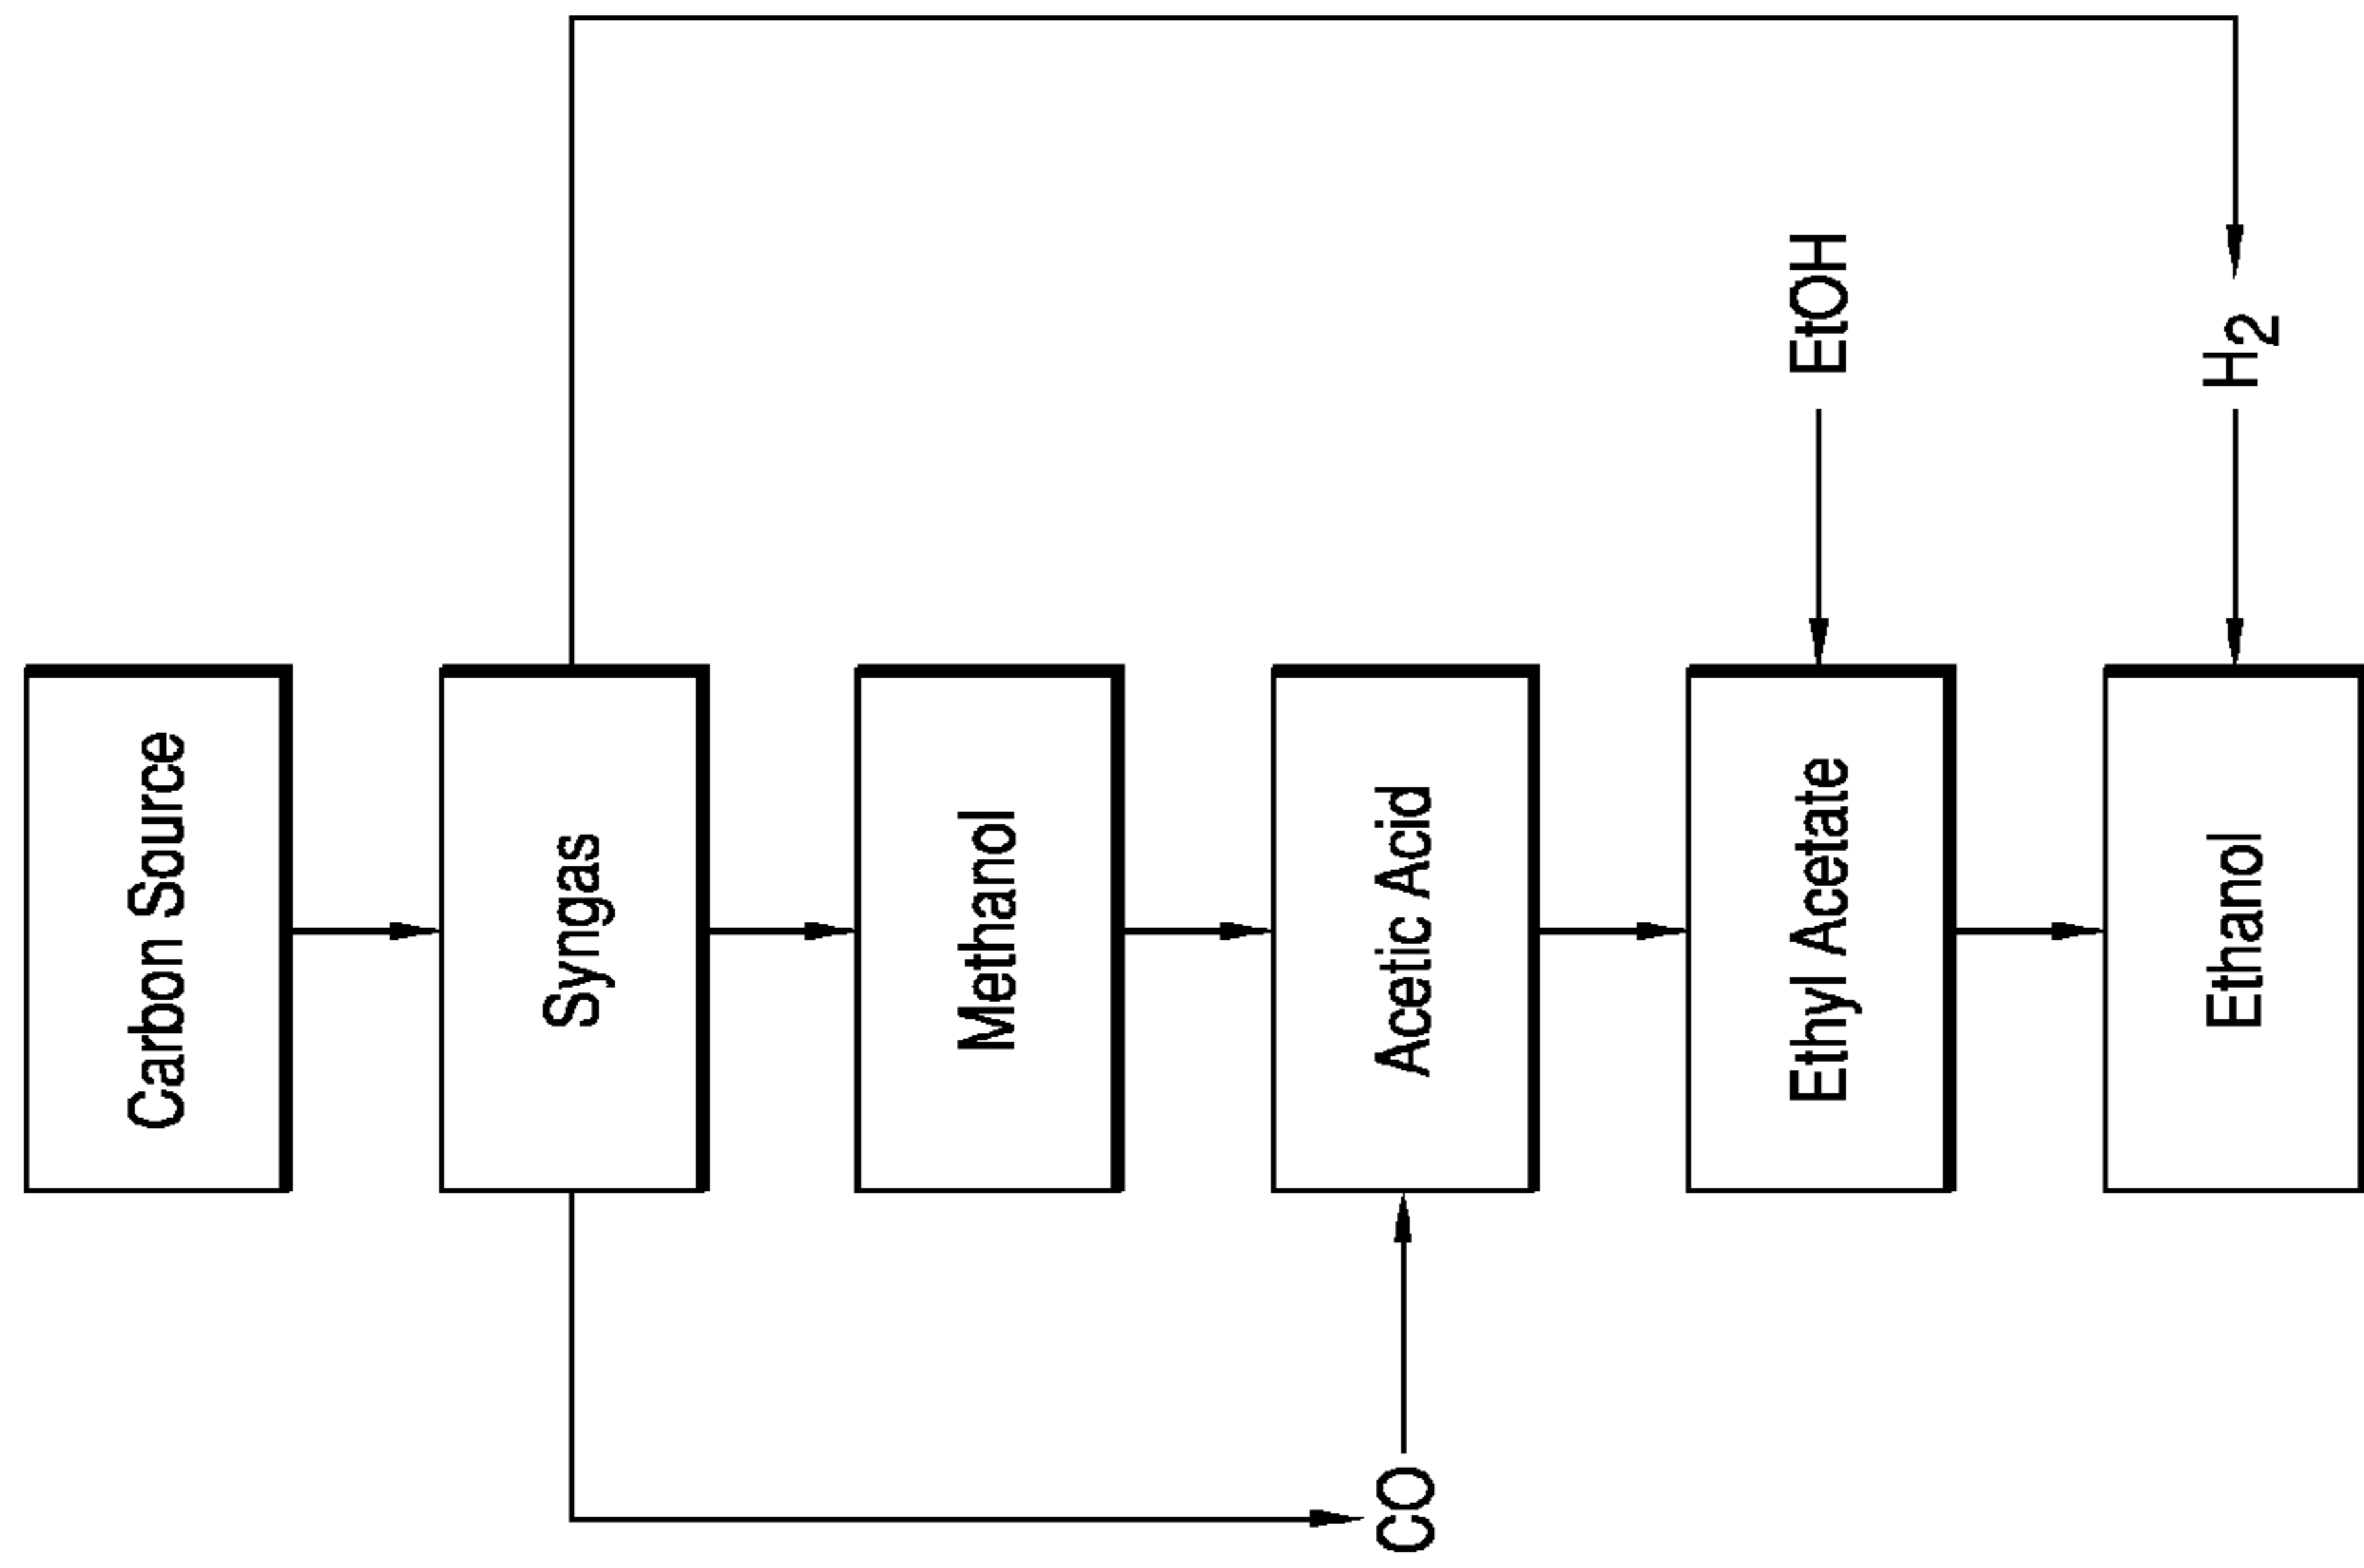 Carbon Source
Syngas
Methanol
CO
Acetic Acid
Ethyl Acetate
EtOH
Ethanol
H2